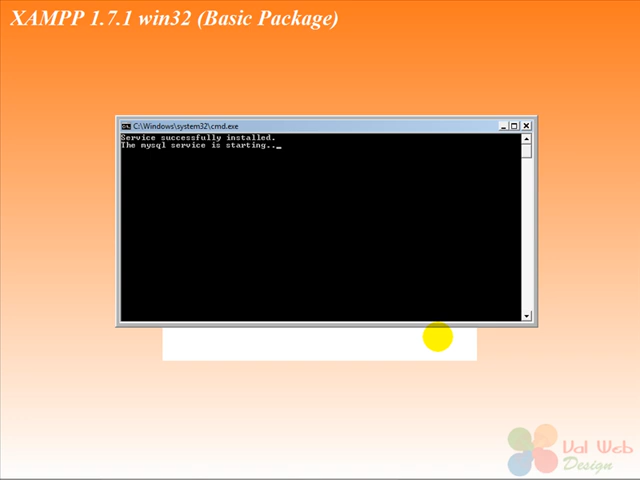 XAMPP 1.7.1 win32 (Basic Package)
C:\Windows\system32\cmd.exe
Service successfully installed.
The mysql service is starting.._
Val Web
Design